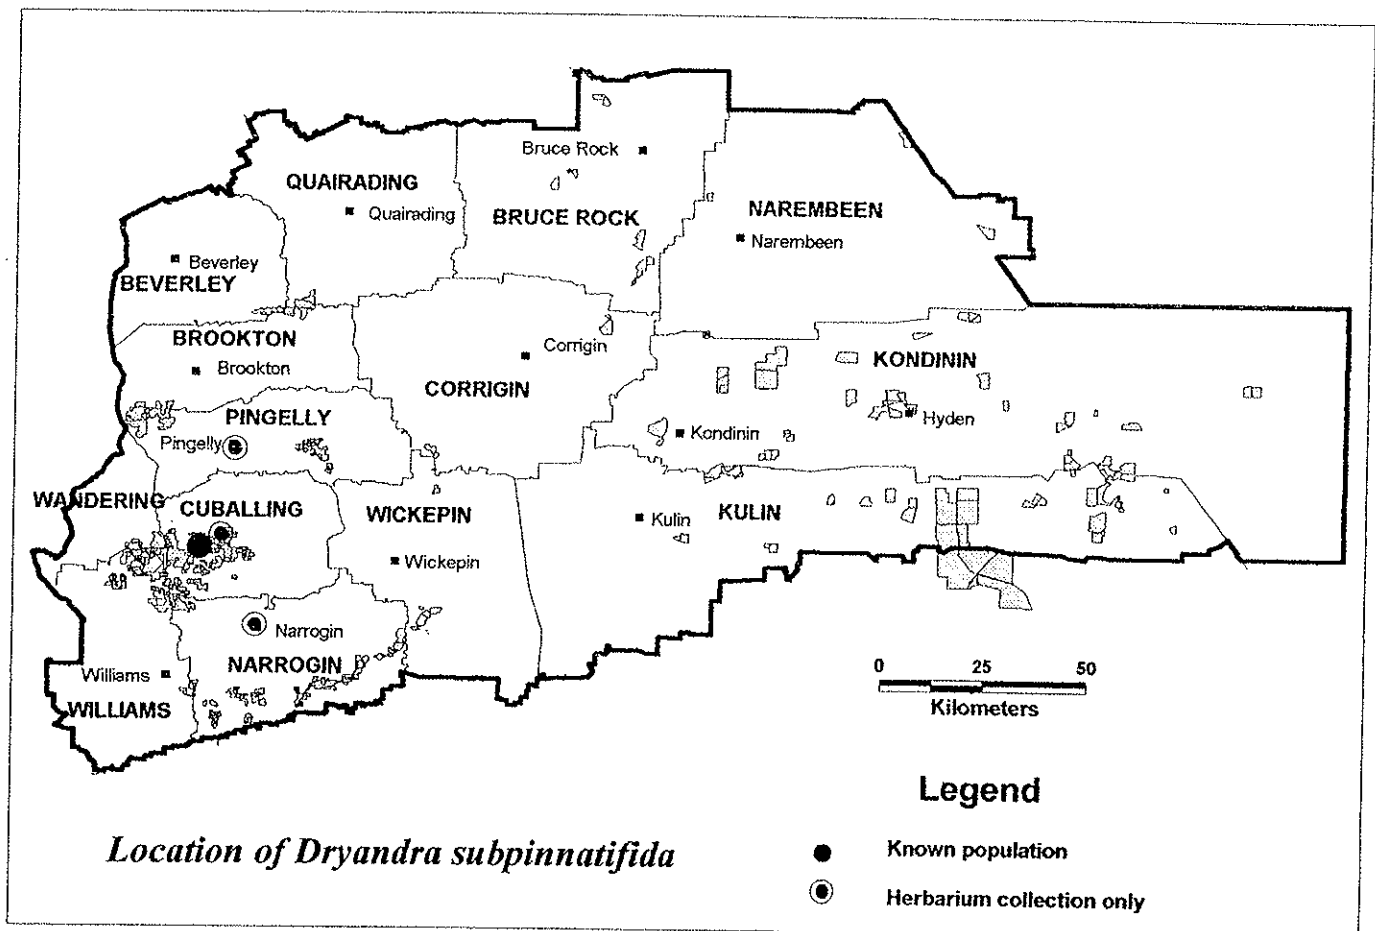 Bruce Rock
QUAIRADING
Quairading
BRUCE ROCK
NAREMBEEN
Narembeen
Beverley
BEVERLEY
BROOKTON
Brookton
Corrigin
CORRIGIN
KONDININ
Hyden
PINGELLY
Pingelly
Kondinin
WANDERING
CUBALLING
WICKEPIN
Kulin
KULIN
Wickepin
Narrogin
NARROGIN
Williams
WILLIAMS
0 25 50
Kilometers
Legend
Location of Dryandra subpinnatifida
Known population
Herbarium collection only